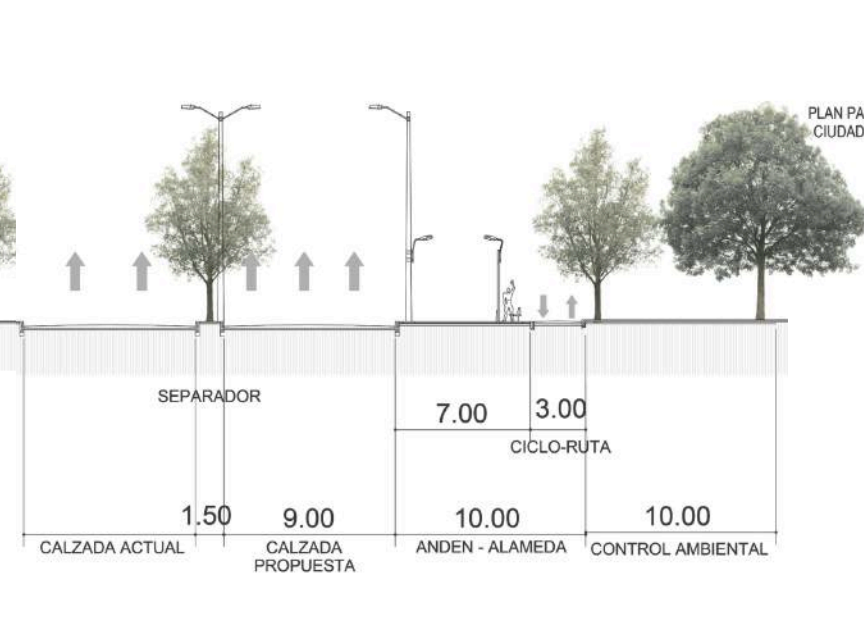 PLAN PA
CIUDAD
SEPARADOR
7.00
3.00
CICLO-RUTA
1.50
9.00
10.00
10.00
CALZADA ACTUAL
CALZADA
PROPUESTA
ANDEN - ALAMEDA
CONTROL AMBIENTAL